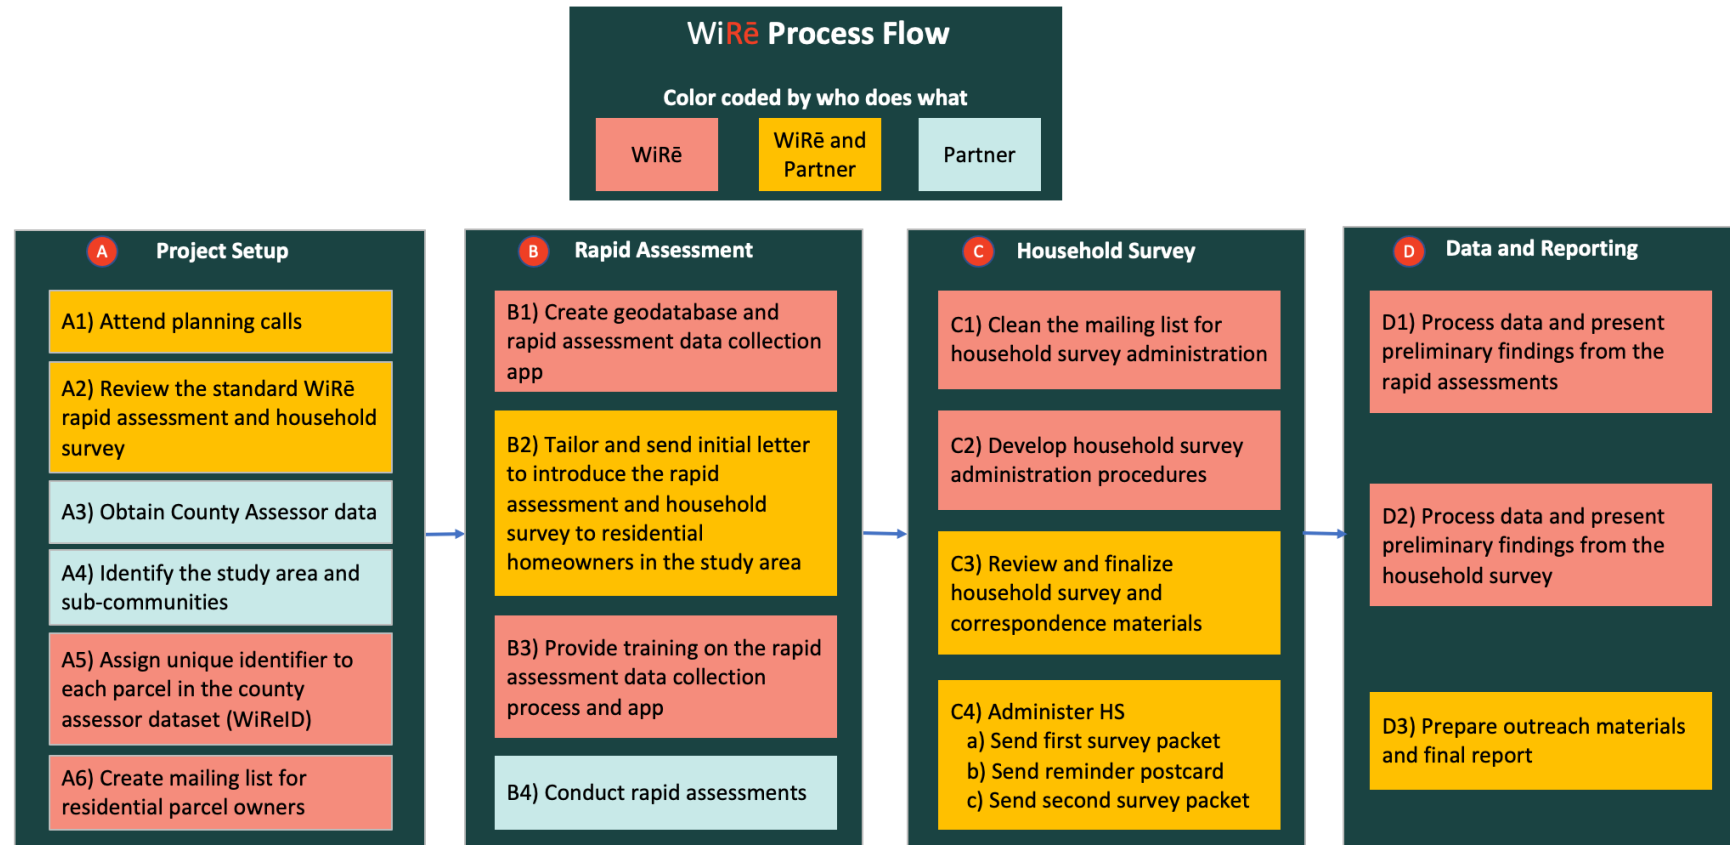 WiRē Process Flow
Color coded by who does what
WiRē
WiRē and
Partner
Partner
A
Project Setup
A1) Attend planning calls
A2) Review the standard WiRē
rapid assessment and household
survey
A3) Obtain County Assessor data
A4) Identify the study area and
sub-communities
A5) Assign unique identifier to
each parcel in the county
assessor dataset (WiReID)
A6) Create mailing list for
residential parcel owners
B
Rapid Assessment
B1) Create geodatabase and
rapid assessment data collection
app
B2) Tailor and send initial letter
to introduce the rapid
assessment and household
survey to residential
homeowners in the study area
B3) Provide training on the rapid
assessment data collection
process and app
B4) Conduct rapid assessments
C
Household Survey
C1) Clean the mailing list for
household survey administration
C2) Develop household survey
administration procedures
C3) Review and finalize
household survey and
correspondence materials
C4) Administer HS
a) Send first survey packet
b) Send reminder postcard
c) Send second survey packet
D
Data and Reporting
D1) Process data and present
preliminary findings from the
rapid assessments
D2) Process data and present
preliminary findings from the
household survey
D3) Prepare outreach materials
and final report